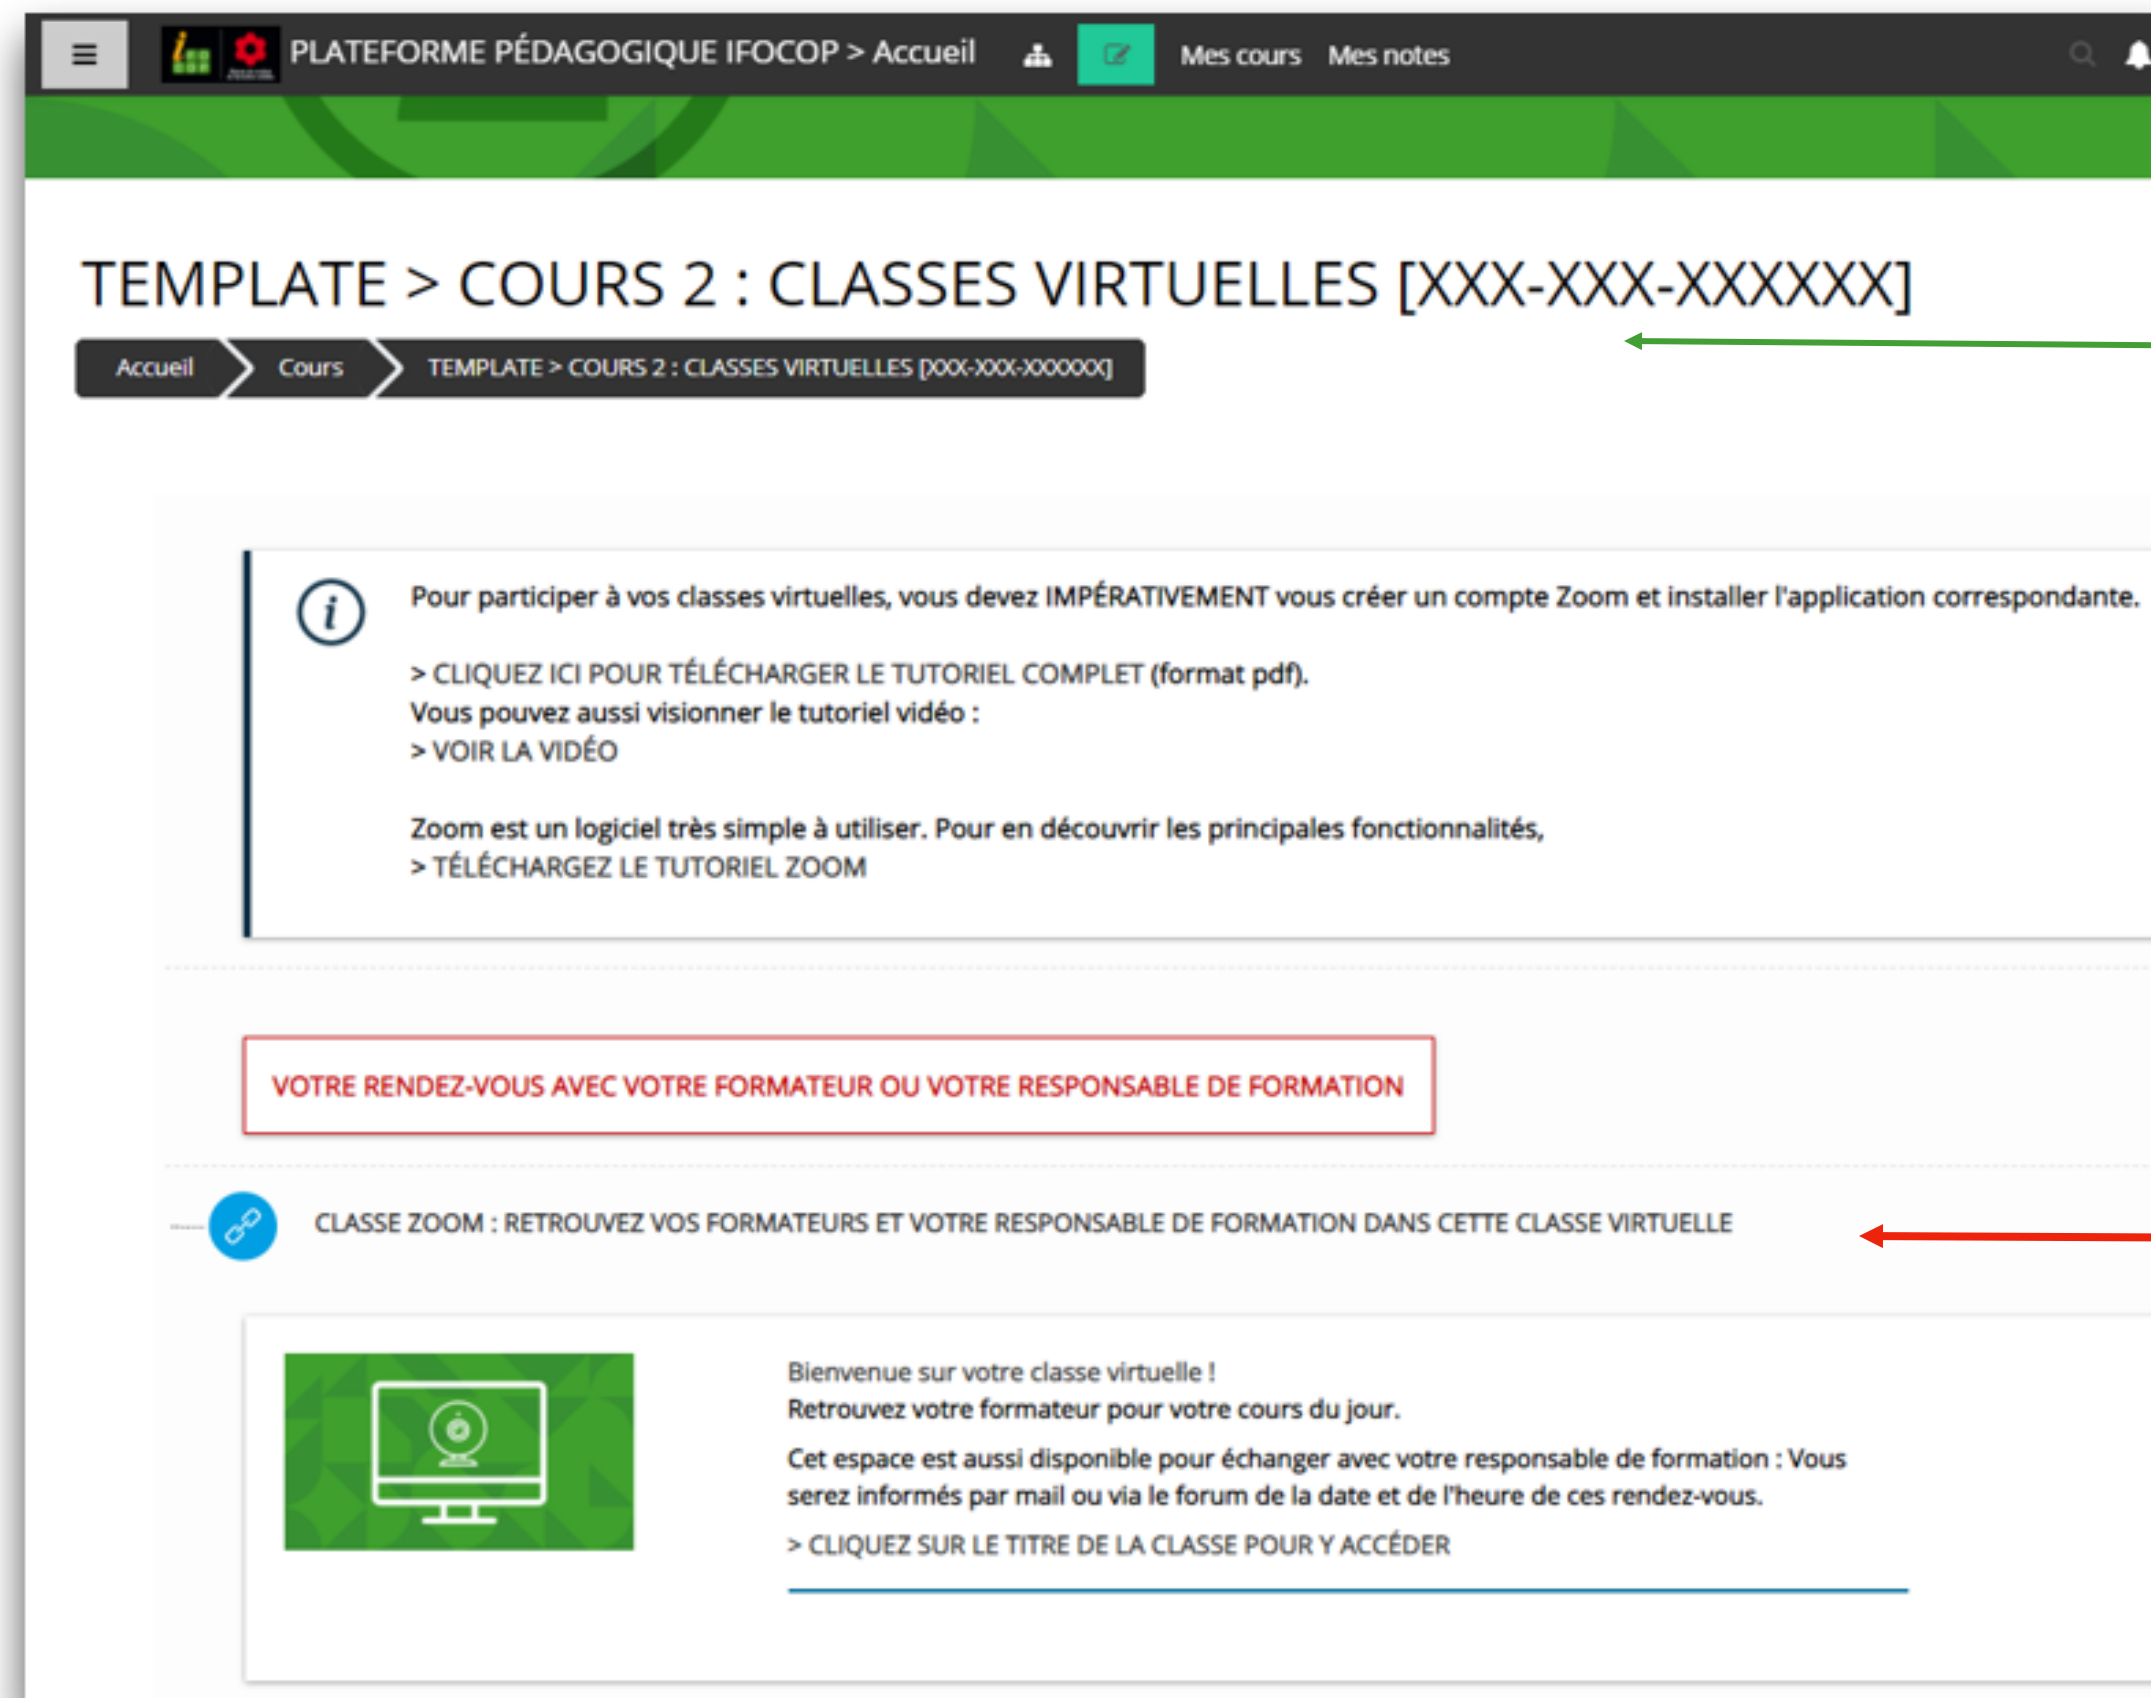 PLATEFORME PÉDAGOGIQUE IFOCOP > Accueil Mes cours Mes notes
TEMPLATE > COURS 2 : CLASSES VIRTUELLES [XXX-XXX-XXXXXX]
Accueil Cours TEMPLATE > COURS 2 : CLASSES VIRTUELLES [XXX-XXX-XXXXXX]
Pour participer à vos classes virtuelles, vous devez IMPÉRATIVEMENT vous créer un compte Zoom et installer l'application correspondante.
> CLIQUEZ ICI POUR TÉLÉCHARGER LE TUTORIEL COMPLET (format pdf).
Vous pouvez aussi visionner le tutoriel vidéo :
> VOIR LA VIDÉO
Zoom est un logiciel très simple à utiliser. Pour en découvrir les principales fonctionnalités,
> TÉLÉCHARGEZ LE TUTORIEL ZOOM
VOTRE RENDEZ-VOUS AVEC VOTRE FORMATEUR OU VOTRE RESPONSABLE DE FORMATION
CLASSE ZOOM : RETROUVEZ VOS FORMATEURS ET VOTRE RESPONSABLE DE FORMATION DANS CETTE CLASSE VIRTUELLE
Bienvenue sur votre classe virtuelle !
Retrouvez votre formateur pour votre cours du jour.
Cet espace est aussi disponible pour échanger avec votre responsable de formation : Vous
serez informés par mail ou via le forum de la date et de l'heure de ces rendez-vous.
> CLIQUEZ SUR LE TITRE DE LA CLASSE POUR Y ACCÉDER